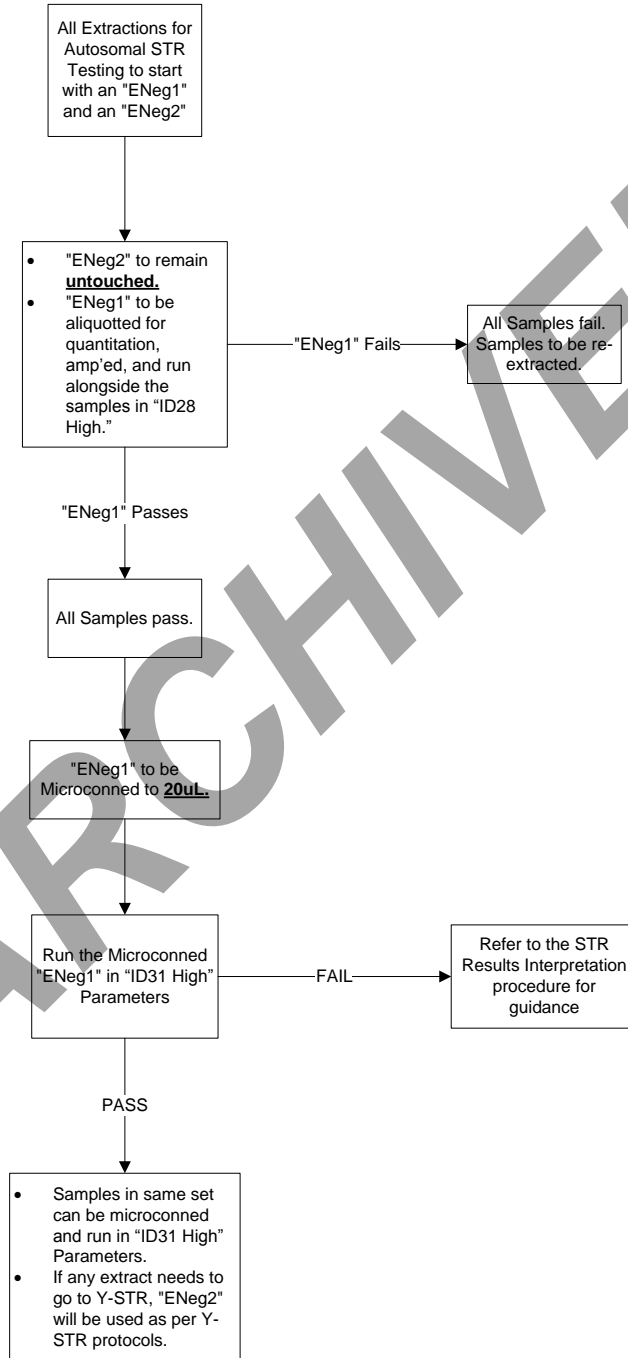 All Extractions for
Autosomal STR
Testing to start
with an "ENeg1"
and an "ENeg2"
• "ENeg2" to remain
untouched.
• "ENeg1" to be
aliquotted for
quantitation,
amp'ed, and run
alongside the
samples in “ID28
High.”
"ENeg1" Fails
All Samples fail.
Samples to be re-
extracted.
"ENeg1" Passes
All Samples pass.
"ENeg1" to be
Microconned to 20uL.
Run the Microconned
"ENeg1" in “ID31 High”
Parameters
FAIL
Refer to the STR
Results Interpretation
procedure for
guidance
PASS
• Samples in same set
can be microconned
and run in “ID31 High”
Parameters.
• If any extract needs to
go to Y-STR, "ENeg2"
will be used as per Y-
STR protocols.
ARCHIVE